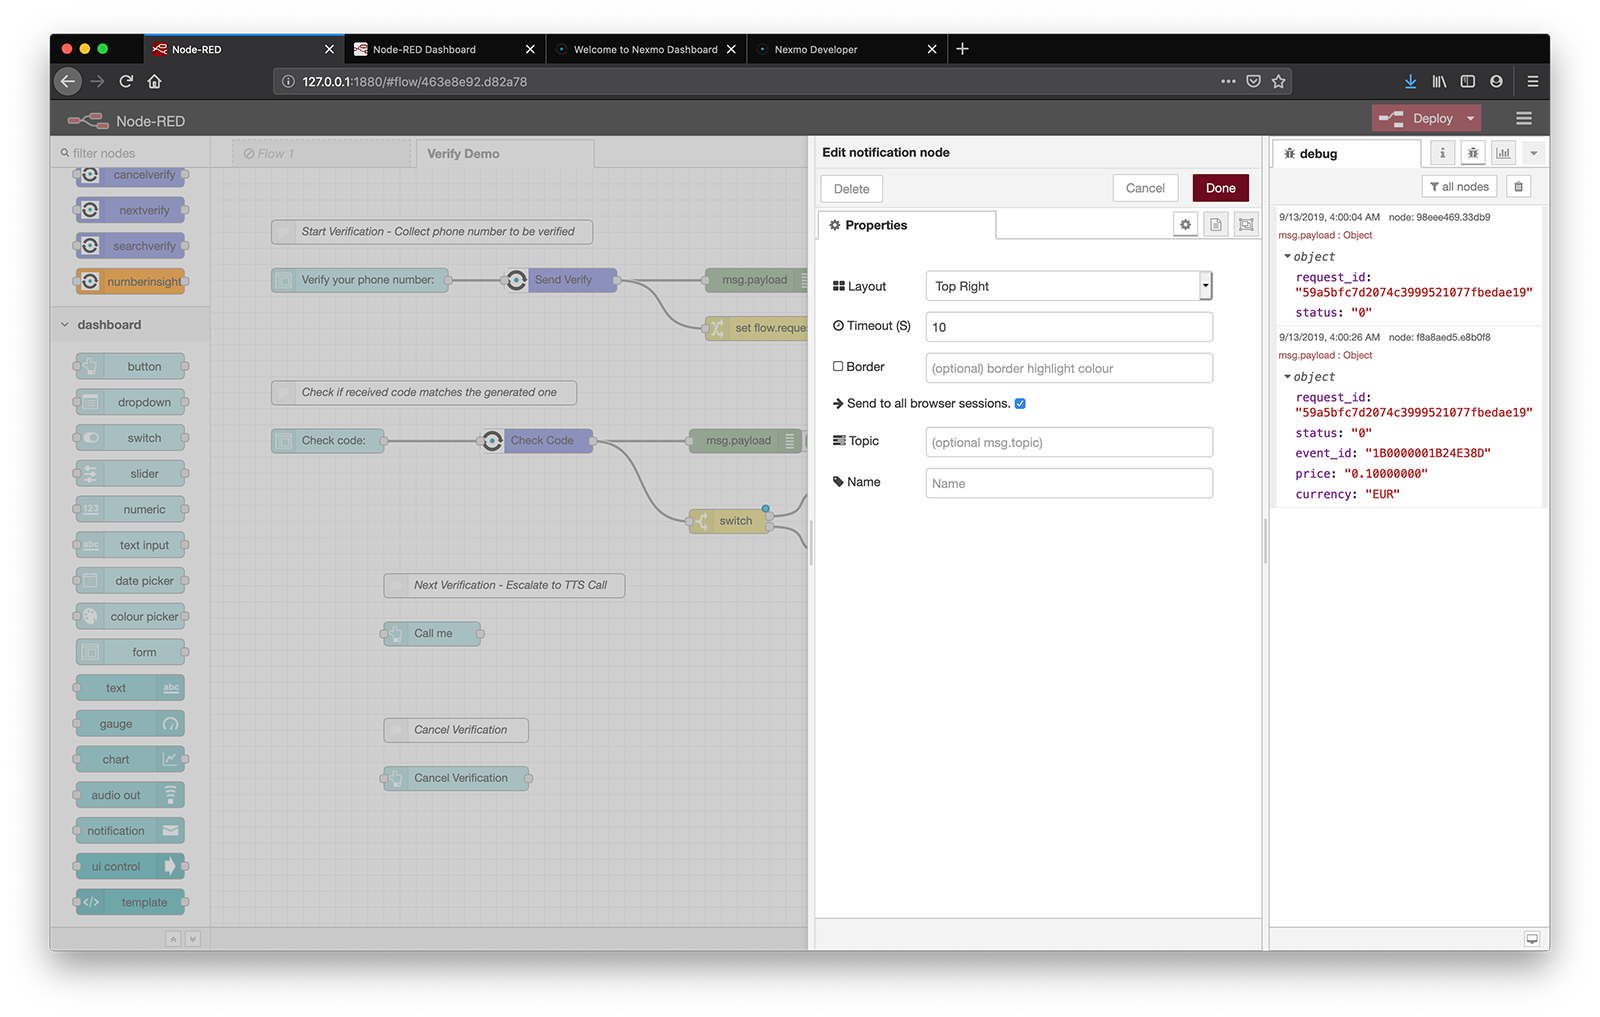 Node-RED
Node-RED Dashboard
Welcome to Nexmo Dashboard
Nexmo Developer
127.0.0.1:1880/#flow/463e8e92.d82a78
Node-RED
Deploy
filter nodes
cancelverify
nextverify
searchverify
numberinsight
dashboard
button
dropdown
switch
slider
123 numeric
abc text input
date picker
colour picker
form
text abc
gauge
chart
audio out
notification
ui control
</> template
Flow 1
Verify Demo
Start Verification - Collect phone number to be verified
Verify your phone number:
Send Verify
msg.payload
set flow.reque
Check if received code matches the generated one
Check code:
Check Code
msg.payload
switch
Next Verification - Escalate to TTS Call
Call me
Cancel Verification
Cancel Verification
Edit notification node
Delete
Cancel
Done
Properties
Layout
Top Right
Timeout (S)
10
Border
(optional) border highlight colour
Send to all browser sessions.
Topic
(optional msg.topic)
Name
Name
debug
i
all nodes
9/13/2019, 4:00:04 AM node: 98eee469.33db9
msg.payload : Object
object
request_id:
"59a5bfc7d2074c3999521077fbedae19"
status: "0"
9/13/2019, 4:00:26 AM node: f8a8aed5.e8b0f8
msg.payload : Object
object
request_id:
"59a5bfc7d2074c3999521077fbedae19"
status: "0"
event_id: "1B0000001B24E38D"
price: "0.10000000"
currency: "EUR"